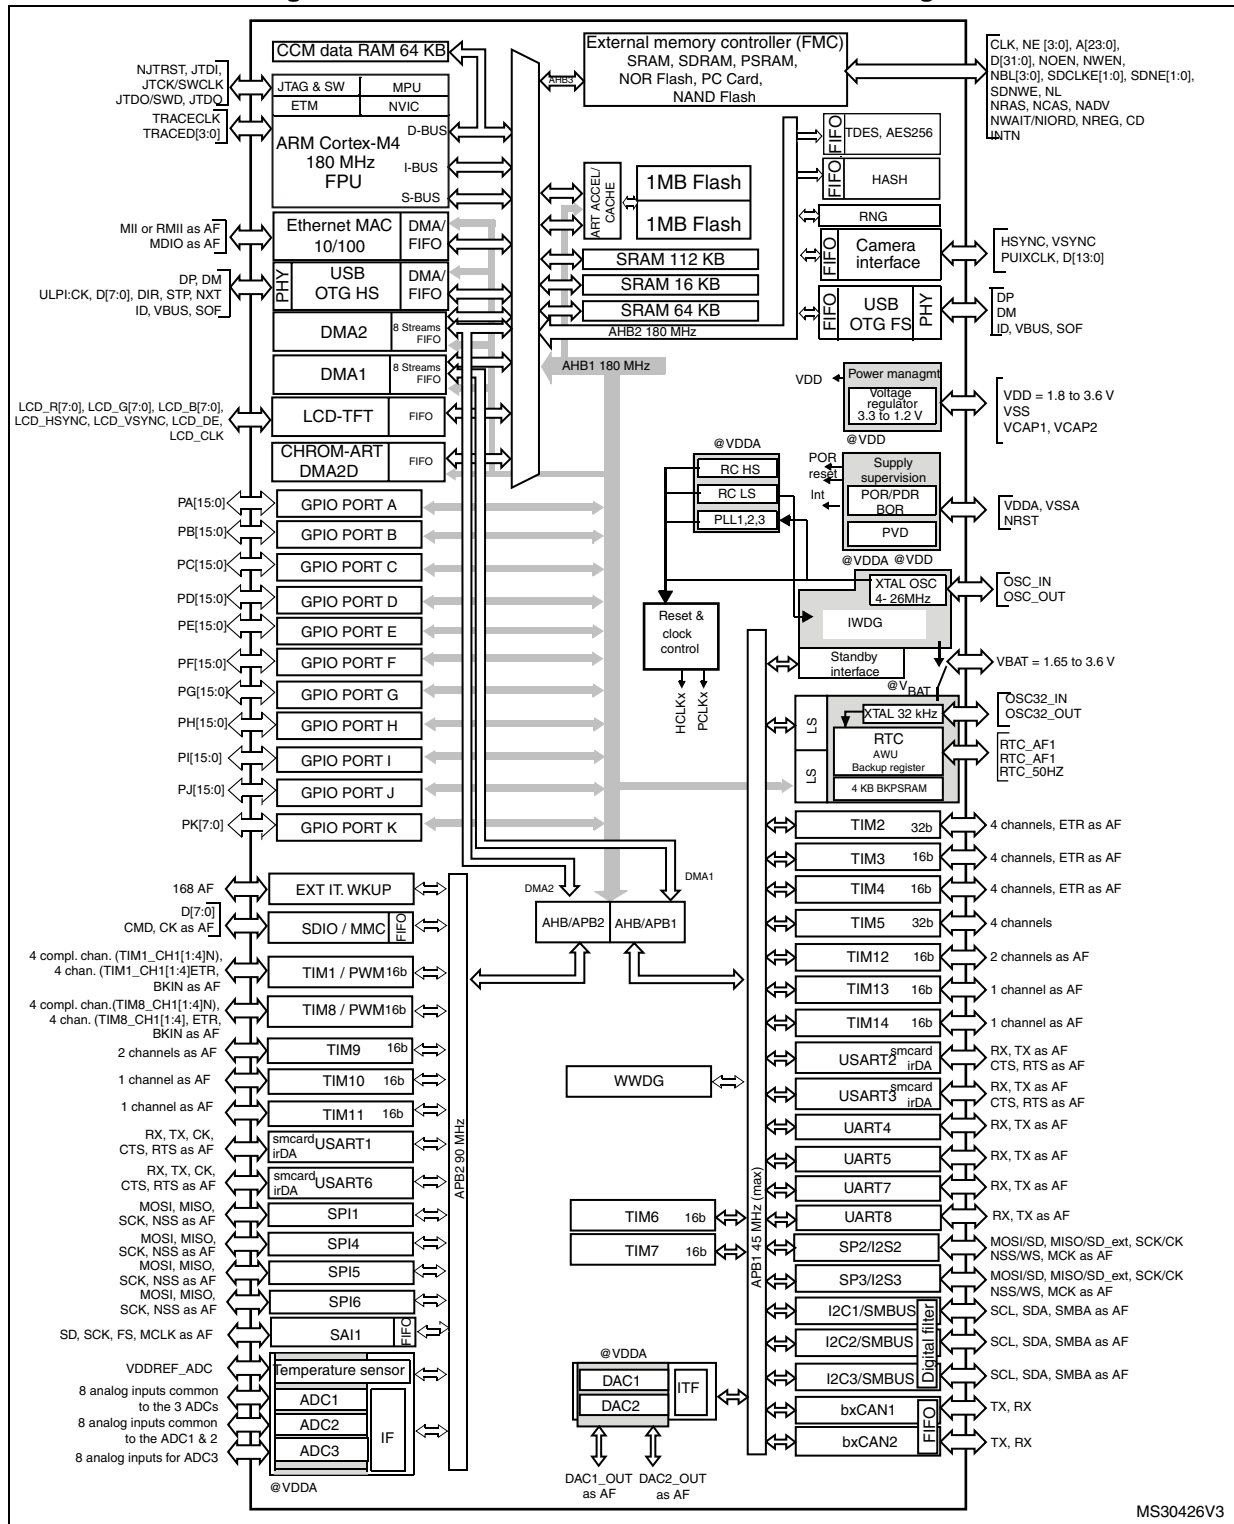 CCM data RAM 64 KB
External memory controller (FMC)
SRAM, SDRAM, PSRAM,
NOR Flash, PC Card,
NAND Flash
AHB3
CLK, NE [3:0], A[23:0],
D[31:0], NOEN, NWEN,
NBL[3:0], SDCLKE[1:0], SDNE[1:0],
SDNWE, NL
NRAS, NCAS, NADV
NWAIT/NIORD, NREG, CD
INTN
NJTRST, JTDI,
JTCK/SWCLK
JTDO/SWD, JTDO
TRACECLK
TRACED[3:0]
JTAG & SW
MPU
ETM
NVIC
ARM Cortex-M4
180 MHz
FPU
D-BUS
I-BUS
S-BUS
ART ACCEL/
CACHE
1MB Flash
1MB Flash
FIFO
TDES, AES256
FIFO
HASH
RNG
FIFO
Camera
interface
HSYNC, VSYNC
PUIXCLK, D[13:0]
FIFO
USB
OTG FS
PHY
DP
DM
ID, VBUS, SOF
MII or RMII as AF
MDIO as AF
Ethernet MAC
10/100
DMA/
FIFO
DP, DM
ULPI:CK, D[7:0], DIR, STP, NXT
ID, VBUS, SOF
PHY
USB
OTG HS
DMA/
FIFO
SRAM 112 KB
SRAM 16 KB
SRAM 64 KB
AHB2 180 MHz
AHB1 180 MHz
DMA2
8 Streams
FIFO
DMA1
8 Streams
FIFO
LCD_R[7:0], LCD_G[7:0], LCD_B[7:0],
LCD_HSYNC, LCD_VSYNC, LCD_DE,
LCD_CLK
LCD-TFT
FIFO
CHROM-ART
DMA2D
FIFO
VDD
Power managmt
Voltage
regulator
3.3 to 1.2 V
@VDD
VDD = 1.8 to 3.6 V
VSS
VCAP1, VCAP2
@VDDA
RC HS
RC LS
PLL1,2,3
POR
reset
Int
Supply
supervision
POR/PDR
BOR
PVD
VDDA, VSSA
NRST
@VDDA @VDD
XTAL OSC
4- 26MHz
OSC_IN
OSC_OUT
IWDG
Reset &
clock
control
HCLKx
PCLKx
Standby
interface
VBAT = 1.65 to 3.6 V
@VBAT
LS
LS
XTAL 32 kHz
OSC32_IN
OSC32_OUT
RTC
AWU
Backup register
4 KB BKPSRAM
RTC_AF1
RTC_AF1
RTC_50HZ
PA[15:0]
GPIO PORT A
PB[15:0]
GPIO PORT B
PC[15:0]
GPIO PORT C
PD[15:0]
GPIO PORT D
PE[15:0]
GPIO PORT E
PF[15:0]
GPIO PORT F
PG[15:0]
GPIO PORT G
PH[15:0]
GPIO PORT H
PI[15:0]
GPIO PORT I
PJ[15:0]
GPIO PORT J
PK[7:0]
GPIO PORT K
DMA2
DMA1
AHB/APB2
AHB/APB1
168 AF
EXT IT. WKUP
D[7:0]
CMD, CK as AF
SDIO / MMC
FIFO
4 compl. chan. (TIM1_CH1[1:4]N),
4 chan. (TIM1_CH1[1:4]ETR,
BKIN as AF
TIM1 / PWM 16b
4 compl. chan.(TIM8_CH1[1:4]N),
4 chan. (TIM8_CH1[1:4], ETR,
BKIN as AF
TIM8 / PWM 16b
2 channels as AF
TIM9 16b
1 channel as AF
TIM10 16b
1 channel as AF
TIM11 16b
RX, TX, CK,
CTS, RTS as AF
smcard
irDA
USART1
RX, TX, CK,
CTS, RTS as AF
smcard
irDA
USART6
MOSI, MISO,
SCK, NSS as AF
SPI1
MOSI, MISO,
SCK, NSS as AF
SPI4
MOSI, MISO,
SCK, NSS as AF
SPI5
MOSI, MISO,
SCK, NSS as AF
SPI6
SD, SCK, FS, MCLK as AF
SAI1
FIFO
VDDREF_ADC
Temperature sensor
8 analog inputs common
to the 3 ADCs
ADC1
8 analog inputs common
to the ADC1 & 2
ADC2
8 analog inputs for ADC3
ADC3
IF
@VDDA
APB2 90 MHz
WWDG
TIM6 16b
TIM7 16b
@VDDA
DAC1
DAC2
ITF
DAC1_OUT
as AF
DAC2_OUT
as AF
APB1 45 MHz (max)
TIM2 32b
4 channels, ETR as AF
TIM3 16b
4 channels, ETR as AF
TIM4 16b
4 channels, ETR as AF
TIM5 32b
4 channels
TIM12 16b
2 channels as AF
TIM13 16b
1 channel as AF
TIM14 16b
1 channel as AF
USART2
smcard
irDA
RX, TX as AF
CTS, RTS as AF
USART3
smcard
irDA
RX, TX as AF
CTS, RTS as AF
UART4
RX, TX as AF
UART5
RX, TX as AF
UART7
RX, TX as AF
UART8
RX, TX as AF
SP2/I2S2
MOSI/SD, MISO/SD_ext, SCK/CK
NSS/WS, MCK as AF
SP3/I2S3
MOSI/SD, MISO/SD_ext, SCK/CK
NSS/WS, MCK as AF
I2C1/SMBUS
SCL, SDA, SMBA as AF
I2C2/SMBUS
SCL, SDA, SMBA as AF
I2C3/SMBUS
SCL, SDA, SMBA as AF
Digital filter
bxCAN1
TX, RX
bxCAN2
TX, RX
FIFO
MS30426V3